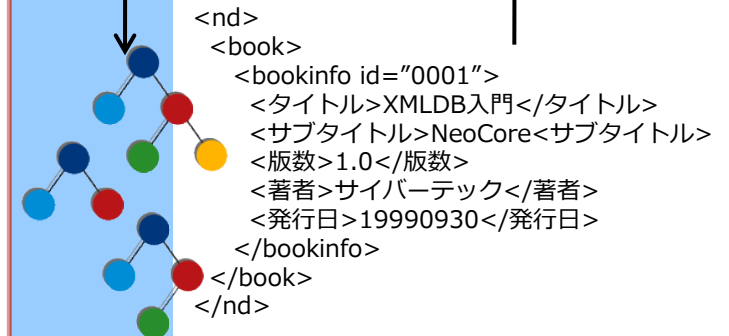 <nd>
<book>
<bookinfo id=”0001”>
<タイトル>XMLDB入門</タイトル>
<サブタイトル>NeoCore<サブタイトル>
<版数>1.0</版数>
<著者>サイバーテック</著者>
<発行日>19990930</発行日>
</bookinfo>
</book>
</nd>